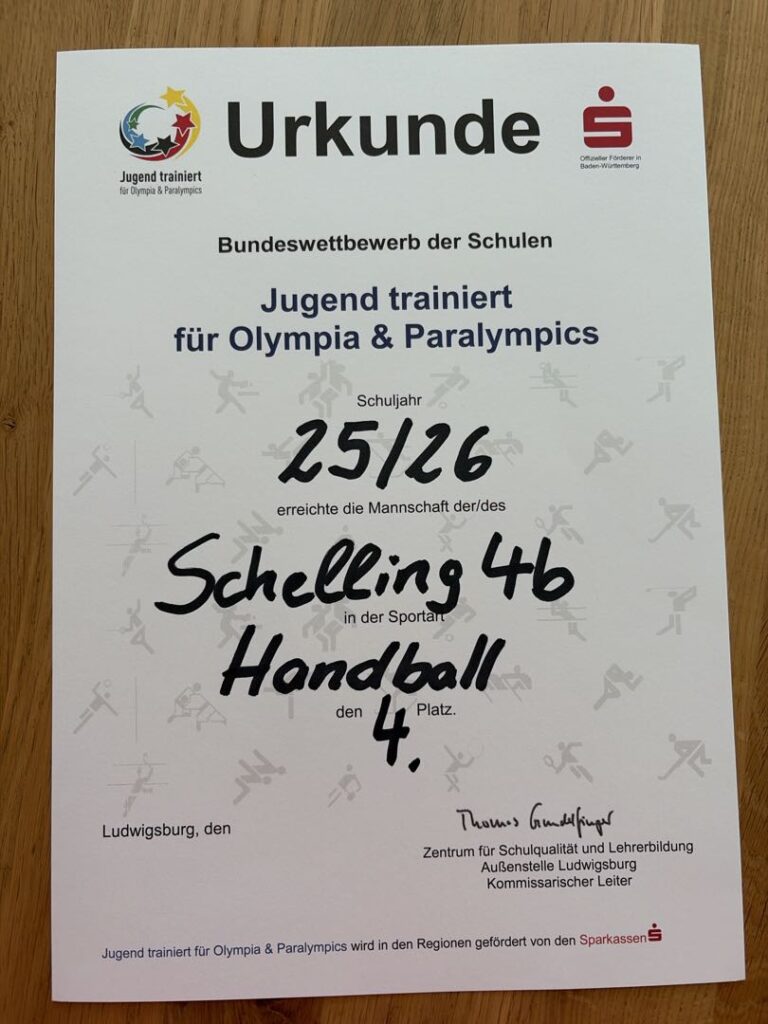 Urkunde
Jugend trainiert
für Olympia & Paralympics
Offizieller Förderer in
Baden-Württemberg
Bundeswettbewerb der Schulen
Jugend trainiert
für Olympia & Paralympics
Schuljahr
25/26
erreichte die Mannschaft der/des
Schelling 4b
in der Sportart
Handball
den 4. Platz.
Ludwigsburg, den
Thomas Gundelfinger
Zentrum für Schulqualität und Lehrerbildung
Außenstelle Ludwigsburg
Kommissarischer Leiter
Jugend trainiert für Olympia & Paralympics wird in den Regionen gefördert von den Sparkassen